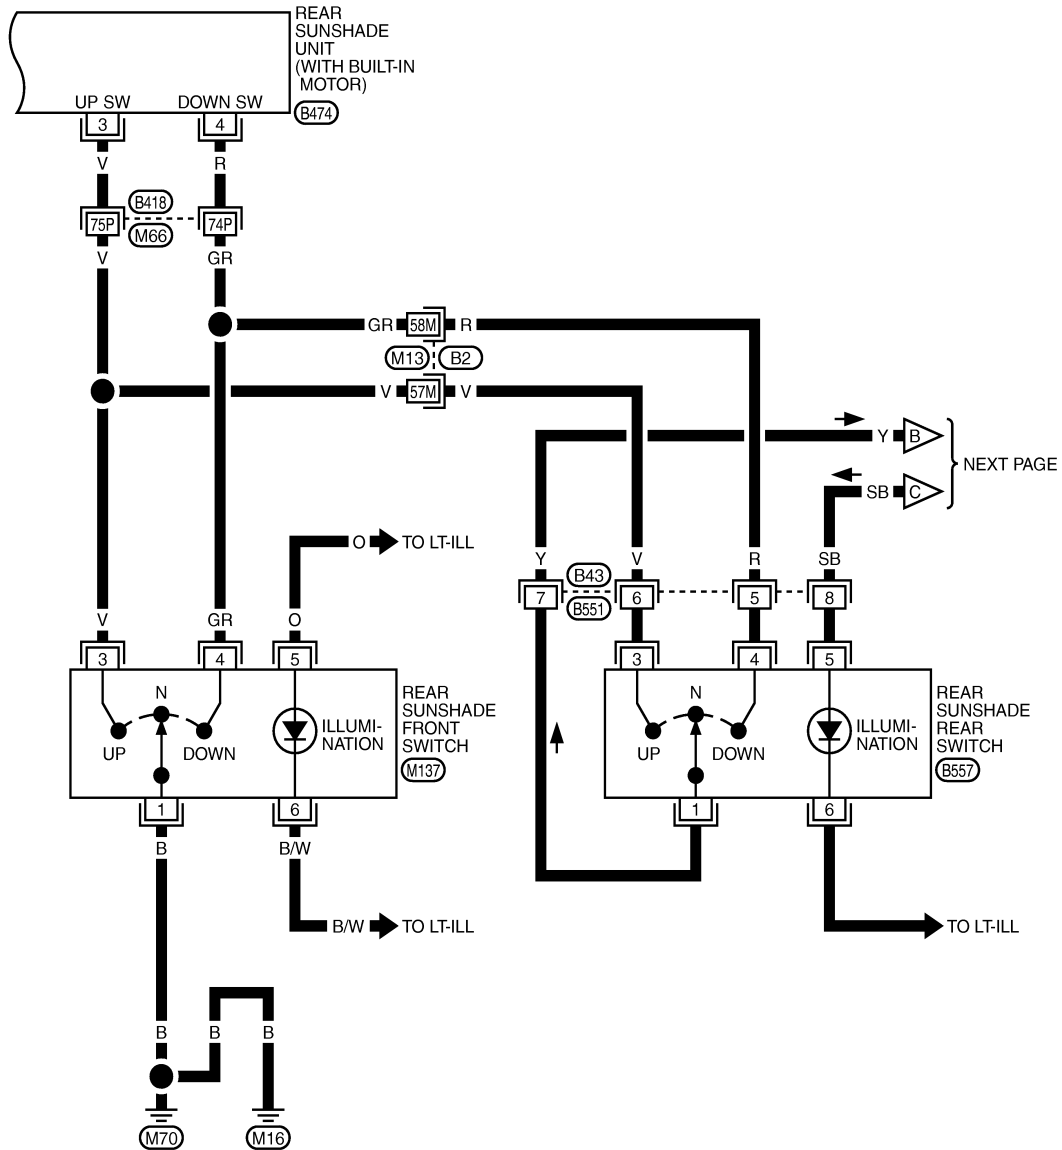 REAR
SUNSHADE
UNIT
(WITH BUILT-IN
MOTOR)
B474
UP SW
DOWN SW
3
4
V
R
B418
75P
74P
M66
V
GR
GR
58M
R
M13
B2
V
57M
V
Y
B
NEXT PAGE
SB
C
O
TO LT-ILL
Y
V
R
SB
B43
7
6
5
8
B551
V
GR
O
3
4
5
3
4
5
N
UP
DOWN
ILLUMI-
NATION
REAR
SUNSHADE
FRONT
SWITCH
M137
N
UP
DOWN
ILLUMI-
NATION
REAR
SUNSHADE
REAR
SWITCH
B557
1
6
1
6
B
B/W
B/W
TO LT-ILL
TO LT-ILL
B
B
B
M70
M16